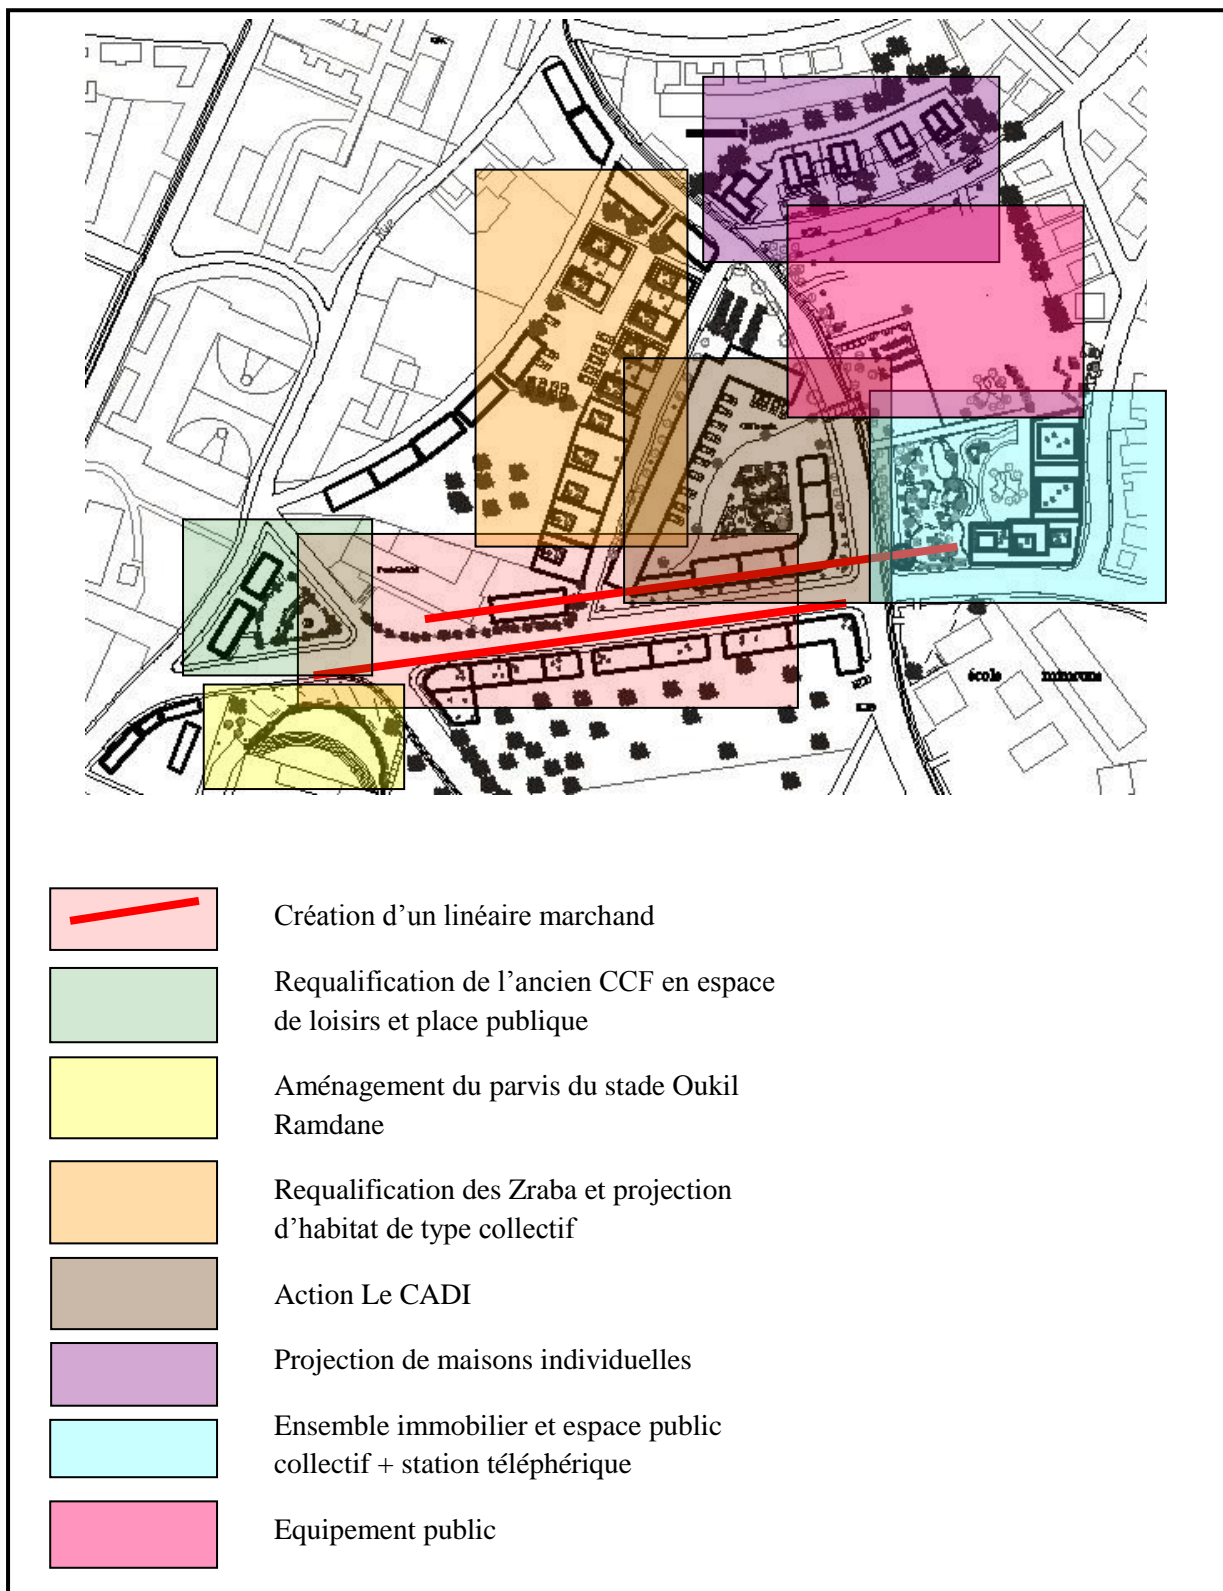 école
Création d’un linéaire marchand
Requalification de l’ancien CCF en espace
de loisirs et place publique
Aménagement du parvis du stade Oukil
Ramdane
Requalification des Zraba et projection
d’habitat de type collectif
Action Le CADI
Projection de maisons individuelles
Ensemble immobilier et espace public
collectif + station téléphérique
Equipement public